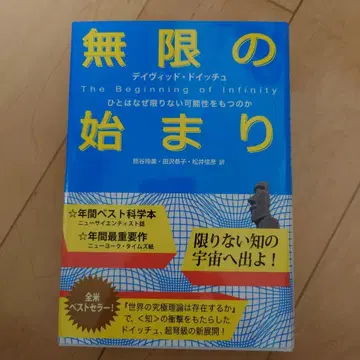 無限の
デイヴィッド・ドイッチュ
The Beginning of Infinity
ひとはなぜ限りない可能性をもつのか
始まり
熊谷玲美・田沢恭子・松井信彦 訳
☆年間ベスト科学本
ニューサイエンティスト誌
☆年間最重要作
ニューヨーク・タイムズ紙
限りない知の
宇宙へ出よ！
全米
ベストセラー！
『世界の究極理論は存在するか』
で、〈知〉の衝撃をもたらした
ドイッチュ、超弩級の新展開！